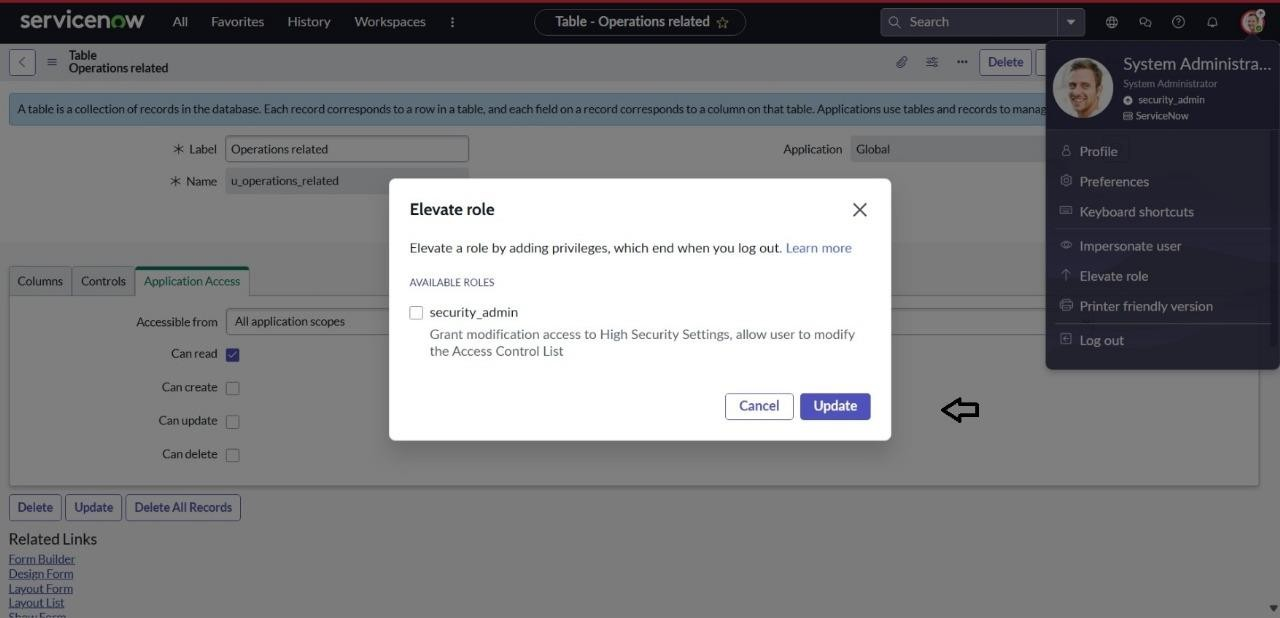 servicenow All Favorites History Workspaces Table - Operations related Search
Table
Operations related
Delete
A table is a collection of records in the database. Each record corresponds to a row in a table, and each field on a record corresponds to a column on that table. Applications use tables and records to manag
* Label Operations related Application Global
* Name u_operations_related
Columns Controls Application Access
Accessible from All application scopes
Can read
Can create
Can update
Can delete
Delete Update Delete All Records
Related Links
Form Builder
Design Form
Layout Form
Layout List
Show Form
Elevate role
Elevate a role by adding privileges, which end when you log out. Learn more
AVAILABLE ROLES
security_admin
Grant modification access to High Security Settings, allow user to modify
the Access Control List
Cancel Update
System Administra...
System Administrator
security_admin
ServiceNow
Profile
Preferences
Keyboard shortcuts
Impersonate user
Elevate role
Printer friendly version
Log out